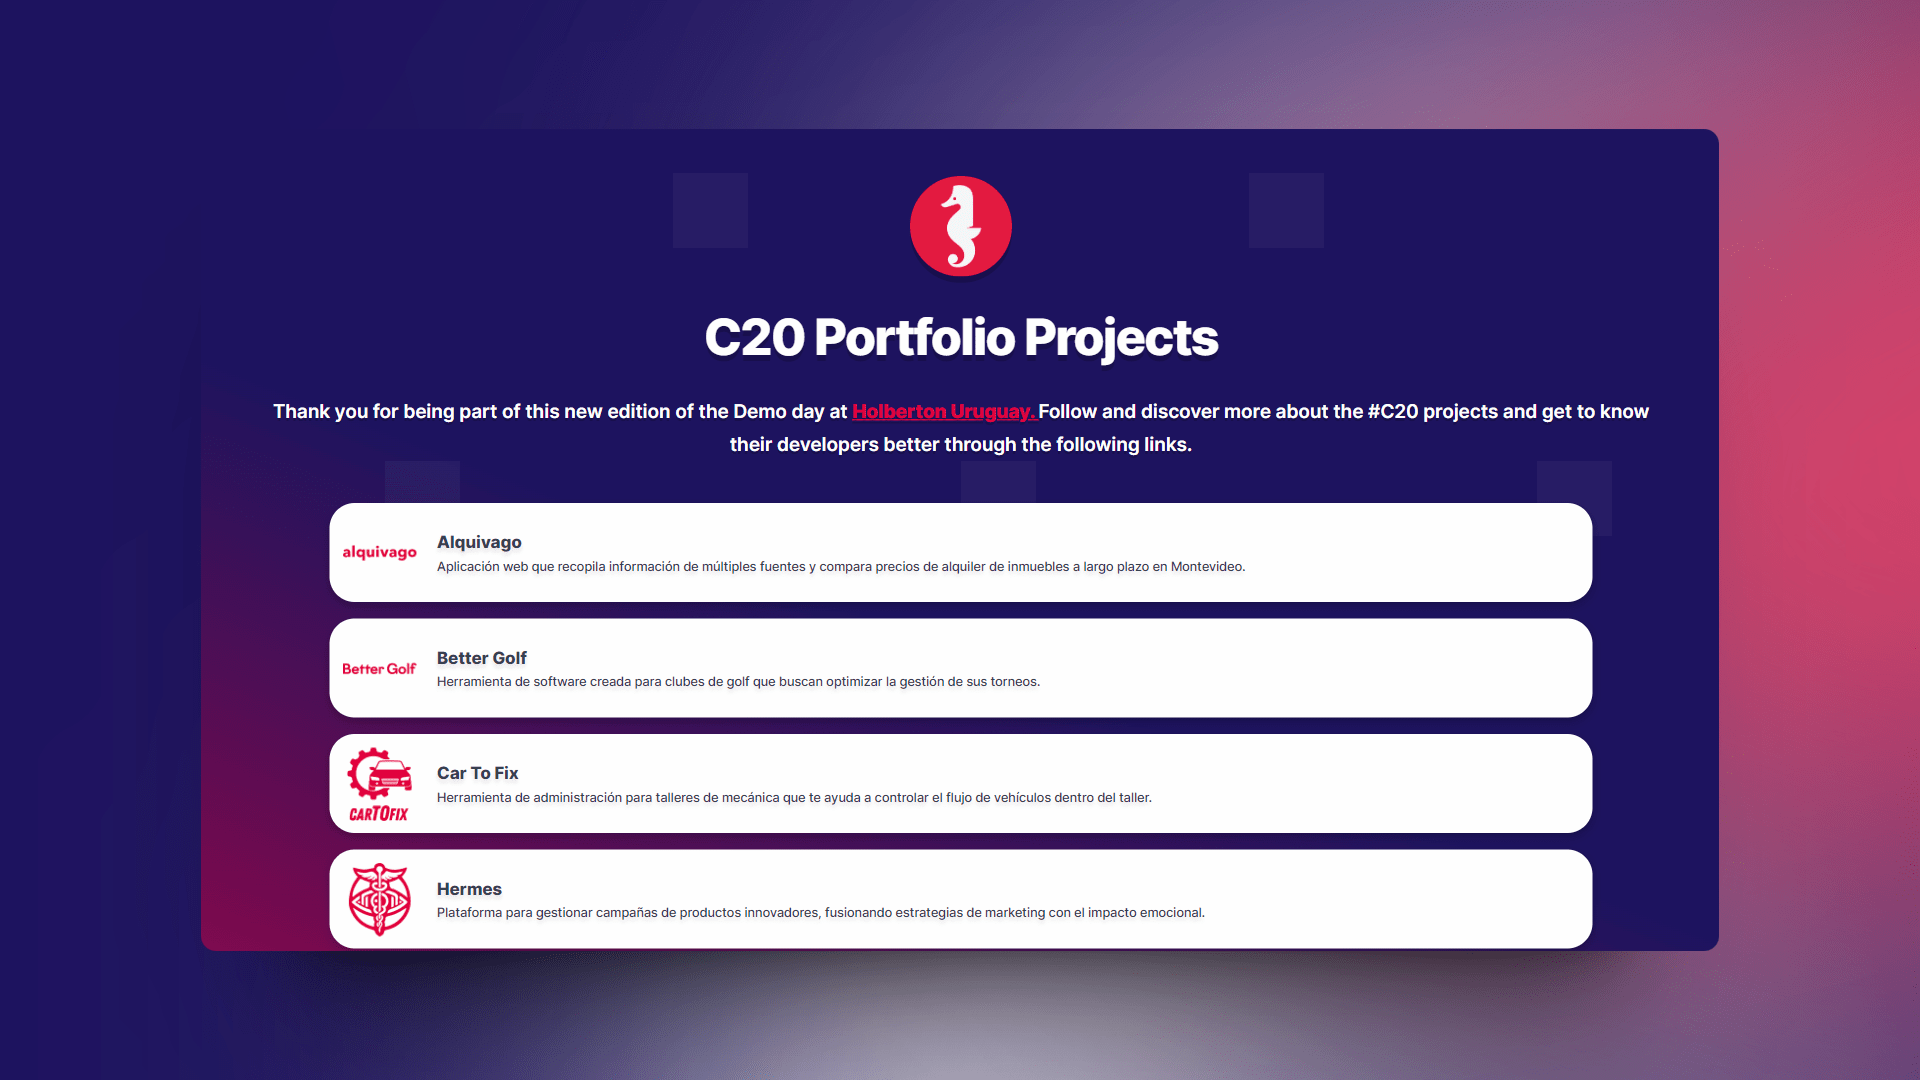 C20 Portfolio Projects
Thank you for being part of this new edition of the Demo day at Holberton Uruguay. Follow and discover more about the #C20 projects and get to know
their developers better through the following links.
alquivago
Alquivago
Aplicación web que recopila información de múltiples fuentes y compara precios de alquiler de inmuebles a largo plazo en Montevideo.
Better Golf
Better Golf
Herramienta de software creada para clubes de golf que buscan optimizar la gestión de sus torneos.
CARTOFIX
Car To Fix
Herramienta de administración para talleres de mecánica que te ayuda a controlar el flujo de vehículos dentro del taller.
Hermes
Plataforma para gestionar campañas de productos innovadores, fusionando estrategias de marketing con el impacto emocional.